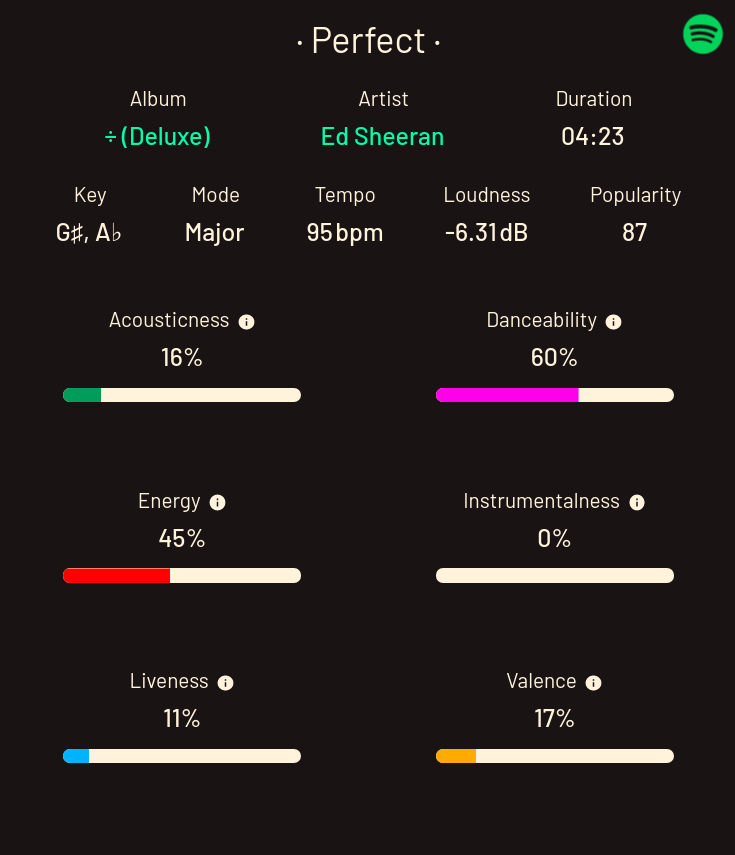 · Perfect ·
Album Artist Duration
÷ (Deluxe) Ed Sheeran 04:23
Key Mode Tempo Loudness Popularity
G♯, A♭ Major 95 bpm -6.31 dB 87
Acousticness Danceability
16% 60%
Energy Instrumentalness
45% 0%
Liveness Valence
11% 17%